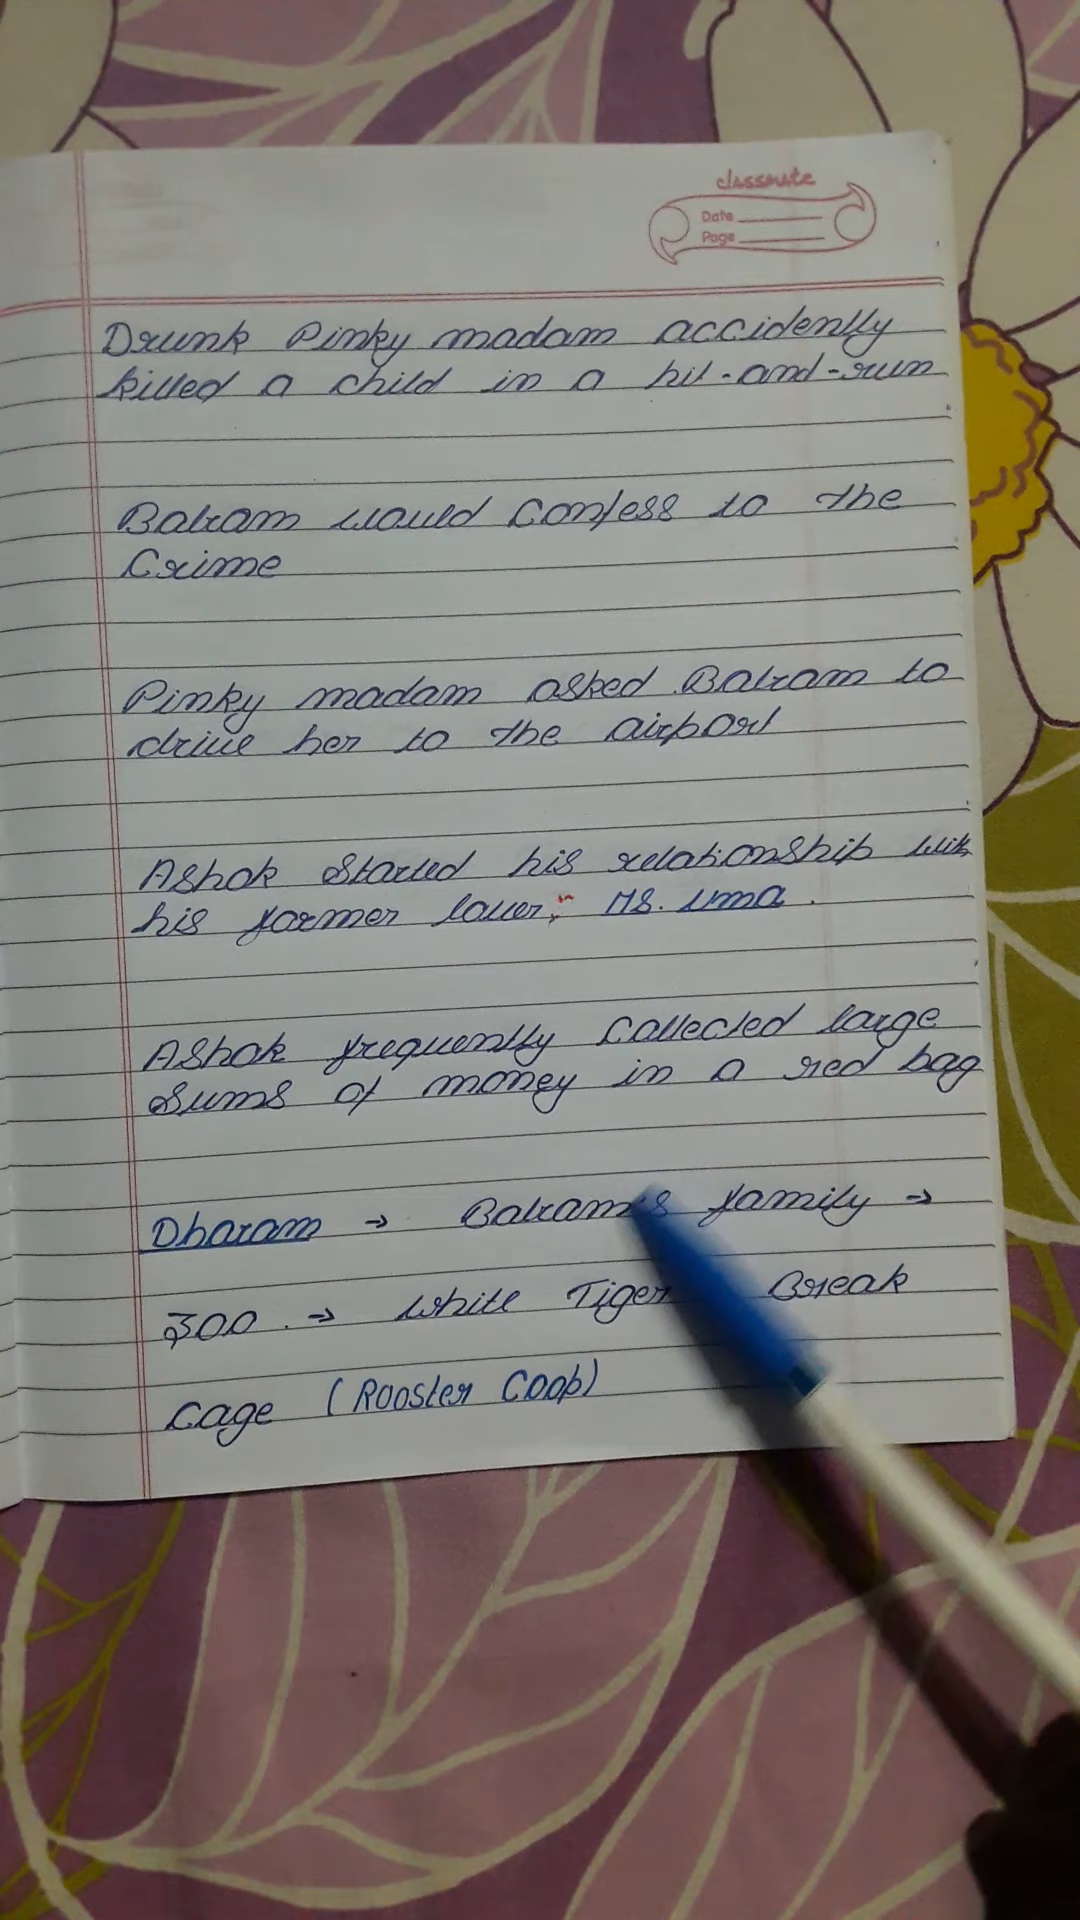 classmate
Date
Page
Drunk Pinky madam accidently
killed a child in a hit-and-run
Balram would Confess to the
Crime
Pinky madam asked Balram to
drive her to the airport
Ashok Started his relationship with
his former lover, MS. Uma.
Ashok frequently Collected large
Sums of money in a red bag
Dharam → Balram's family →
Zoo → White Tiger Break
Cage (Rooster Coop)